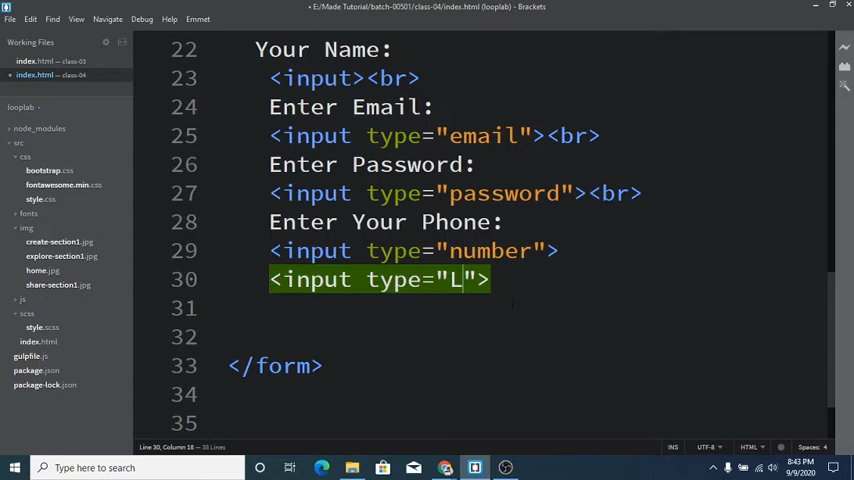 • E:/Made Tutorial/batch-00501/class-04/index.html (looplab) - Brackets
File Edit Find View Navigate Debug Help Emmet
Working Files
index.html — class-03
• index.html — class-04
looplab
node_modules
src
css
bootstrap.css
fontawesome.min.css
style.css
fonts
img
create-section1.jpg
explore-section1.jpg
home.jpg
share-section1.jpg
js
scss
style.scss
index.html
gulpfile.js
package.json
package-lock.json
22 Your Name:
23 <input><br>
24 Enter Email:
25 <input type="email"><br>
26 Enter Password:
27 <input type="password"><br>
28 Enter Your Phone:
29 <input type="number">
30 <input type="L">
31
32
33 </form>
34
35
Line 30, Column 18 — 38 Lines
INS UTF-8 HTML Spaces: 4
Type here to search
8:43 PM
9/9/2020